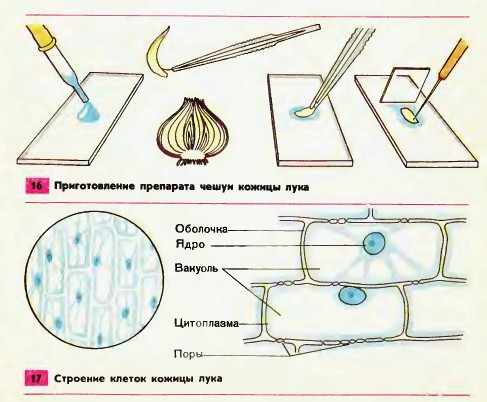 16 Приготовление препарата чешуи кожицы лука
Оболочка
Ядро
Вакуоль
Цитоплазма
Поры
17 Строение клеток кожицы лука